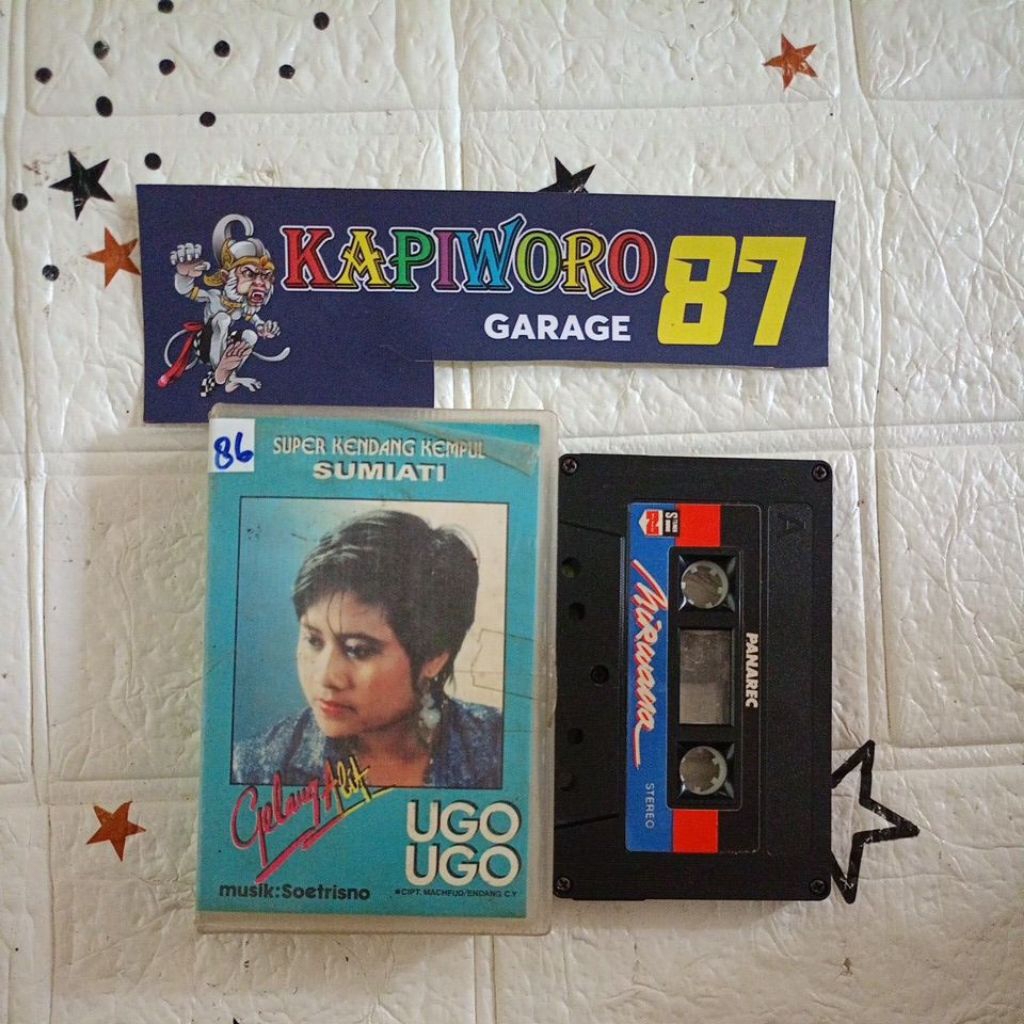 KAPIWORO 87
GARAGE
86
SUPER KENDANG KEMPUL
SUMIATI
Gelang Alit
UGO
UGO
musik:Soetrisno
*CIPT. MACHFUD/ENDANG C.Y
A
Mirwana
PANAREC
STEREO